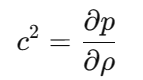 c² = ∂p/∂ρ